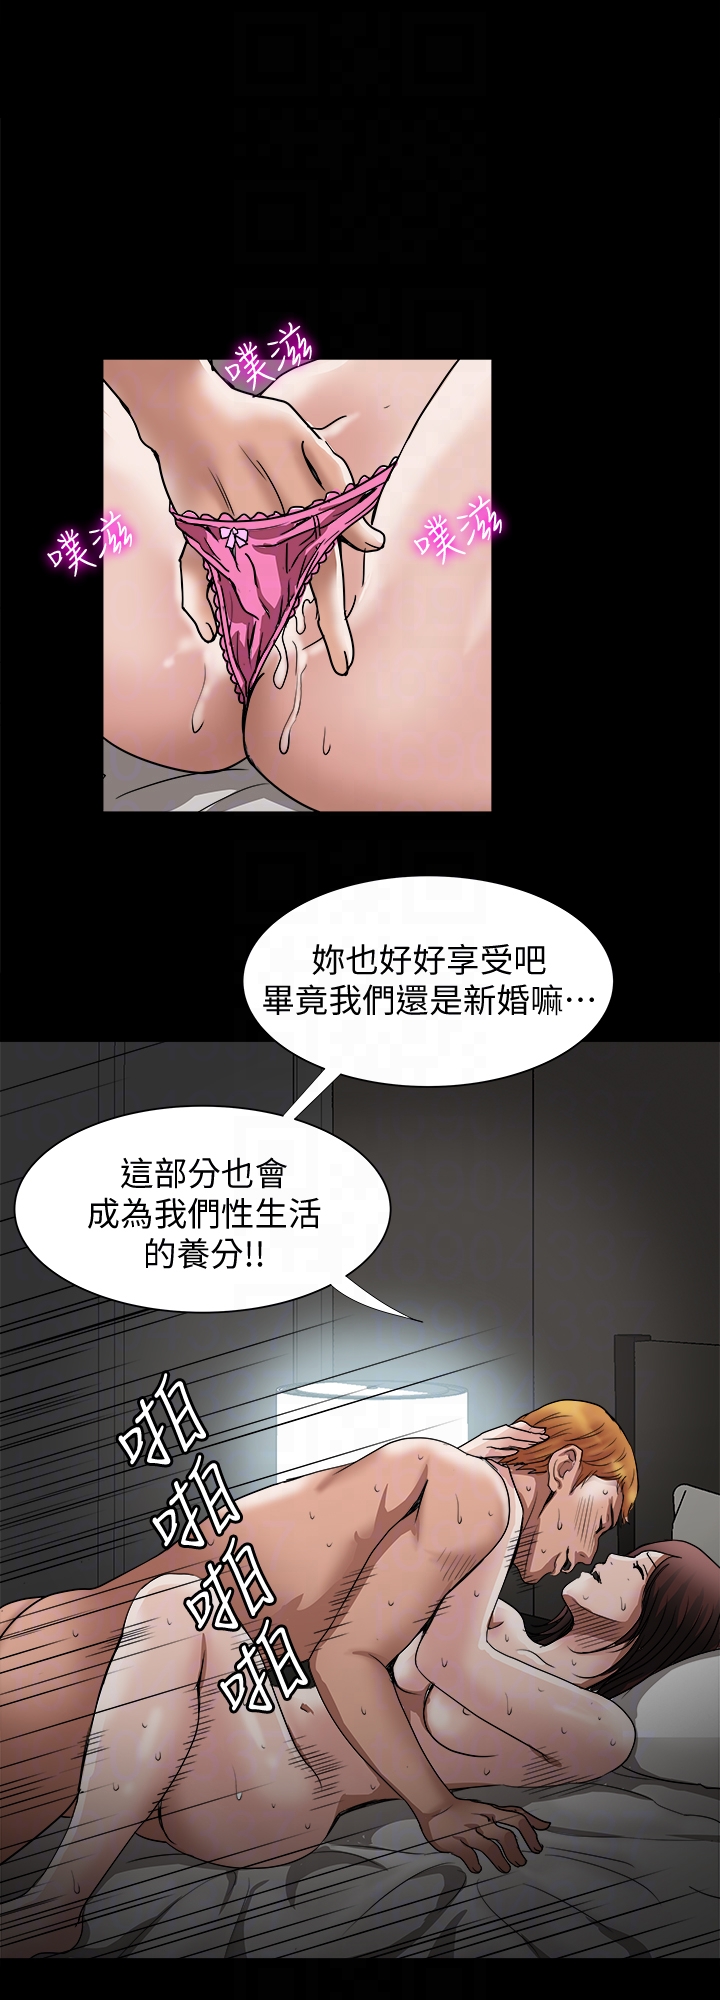 噗滋
噗滋
噗滋
妳也好好享受吧
畢竟我們還是新婚嘛…
這部分也會
成為我們性生活
的養分!!
啪
啪
啪
啪